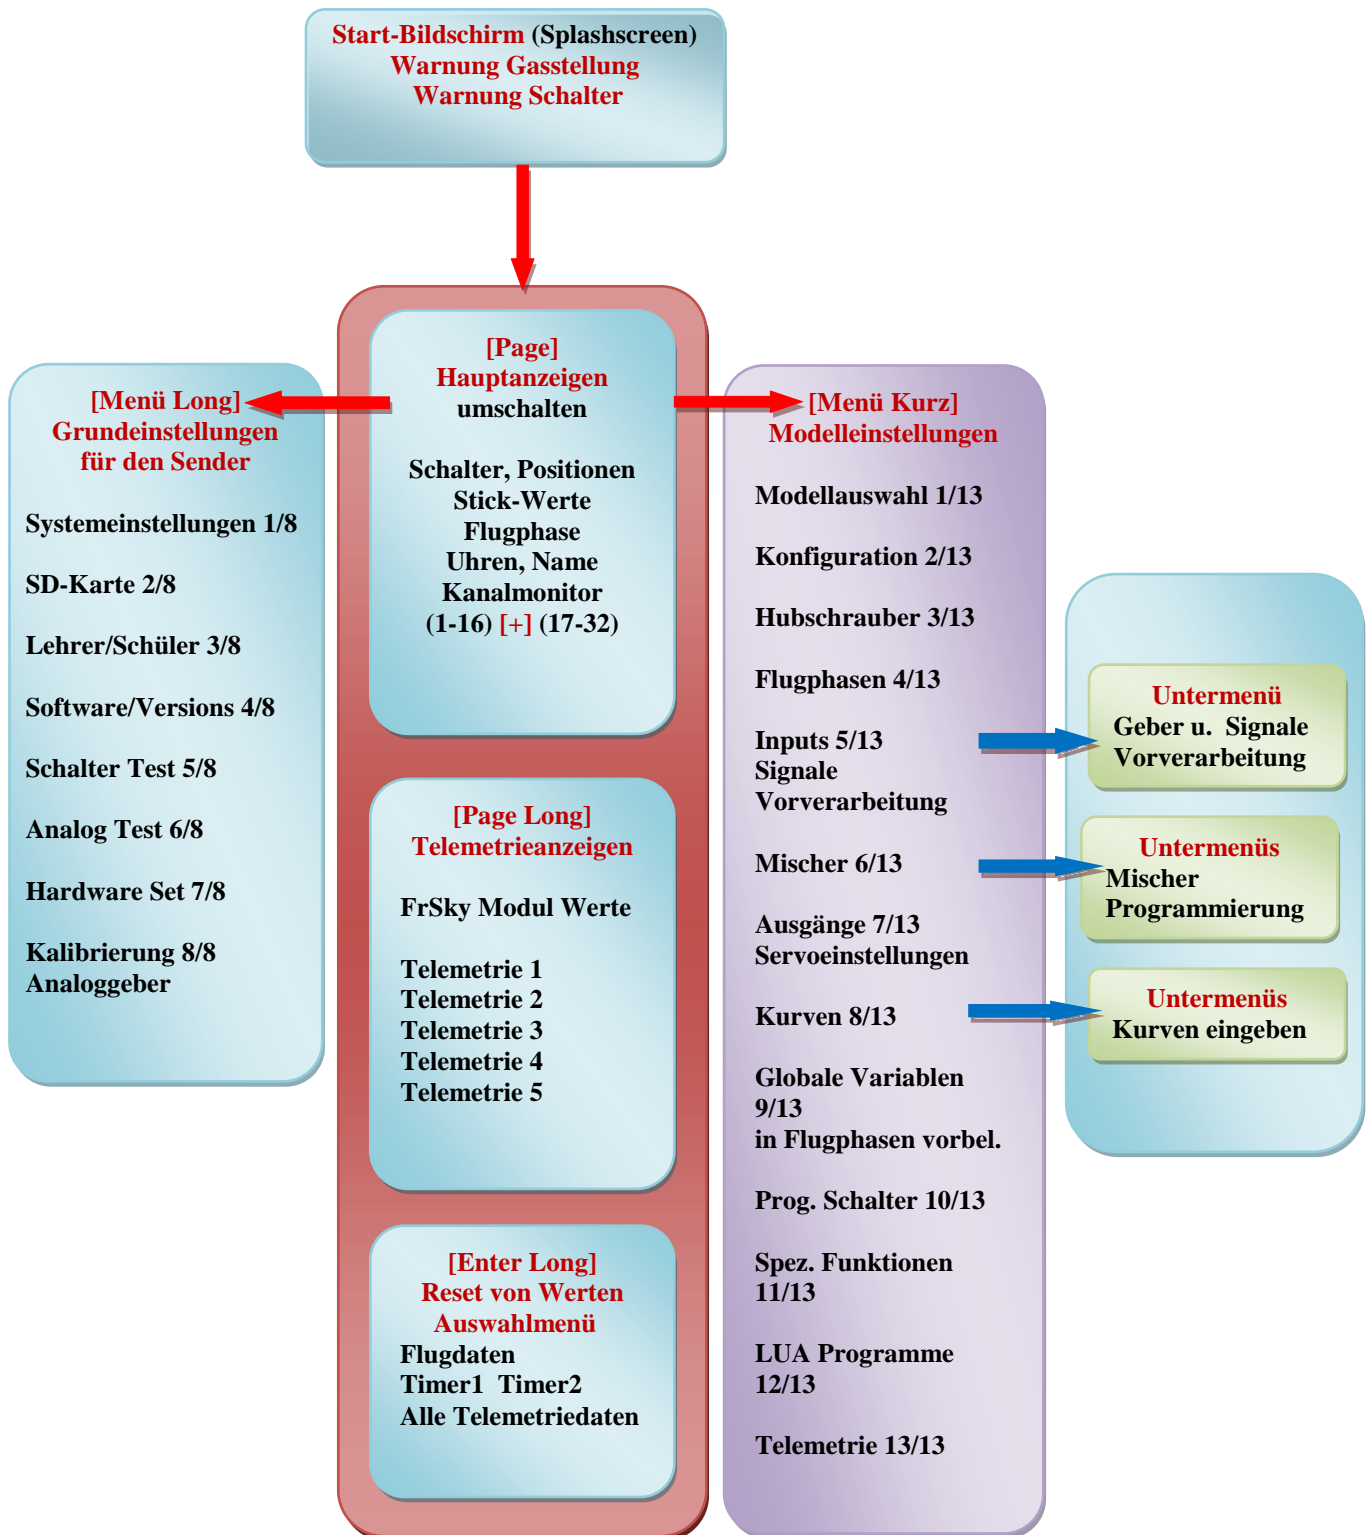 Start-Bildschirm (Splashscreen)
Warnung Gasstellung
Warnung Schalter
[Menü Long]
Grundeinstellungen
für den Sender
Systemeinstellungen 1/8
SD-Karte 2/8
Lehrer/Schüler 3/8
Software/Versions 4/8
Schalter Test 5/8
Analog Test 6/8
Hardware Set 7/8
Kalibrierung 8/8
Analoggeber
[Page]
Hauptanzeigen
umschalten
Schalter, Positionen
Stick-Werte
Flugphase
Uhren, Name
Kanalmonitor
(1-16) [+] (17-32)
[Page Long]
Telemetrieanzeigen
FrSky Modul Werte
Telemetrie 1
Telemetrie 2
Telemetrie 3
Telemetrie 4
Telemetrie 5
[Enter Long]
Reset von Werten
Auswahlmenü
Flugdaten
Timer1 Timer2
Alle Telemetriedaten
[Menü Kurz]
Modelleinstellungen
Modellauswahl 1/13
Konfiguration 2/13
Hubschrauber 3/13
Flugphasen 4/13
Inputs 5/13
Signale
Vorverarbeitung
Mischer 6/13
Ausgänge 7/13
Servoeinstellungen
Kurven 8/13
Globale Variablen
9/13
in Flugphasen vorbel.
Prog. Schalter 10/13
Spez. Funktionen
11/13
LUA Programme
12/13
Telemetrie 13/13
Untermenü
Geber u. Signale
Vorverarbeitung
Untermenüs
Mischer
Programmierung
Untermenüs
Kurven eingeben